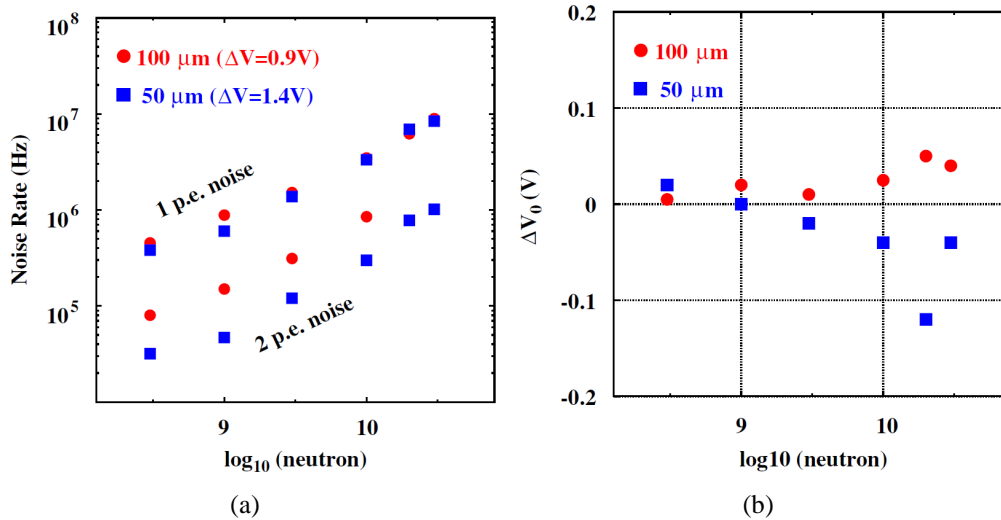 10^8
10^7
10^6
10^5
Noise Rate (Hz)
100 μm (ΔV=0.9V)
50 μm (ΔV=1.4V)
1 p.e. noise
2 p.e. noise
9 10
log_10 (neutron)
(a)
0.2
0.1
0
-0.1
-0.2
ΔV_0 (V)
100 μm
50 μm
9 10
log10 (neutron)
(b)